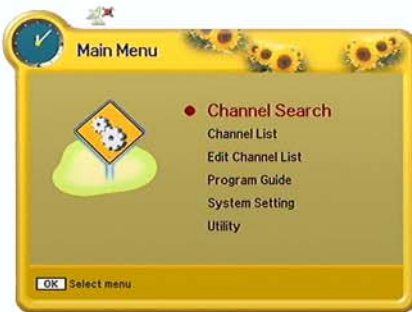 Main Menu
Channel Search
Channel List
Edit Channel List
Program Guide
System Setting
Utility
OK Select menu